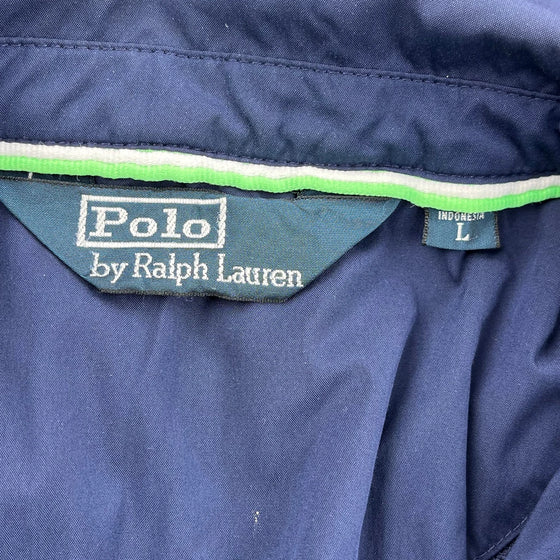 Polo
by Ralph Lauren
INDONESIA
L